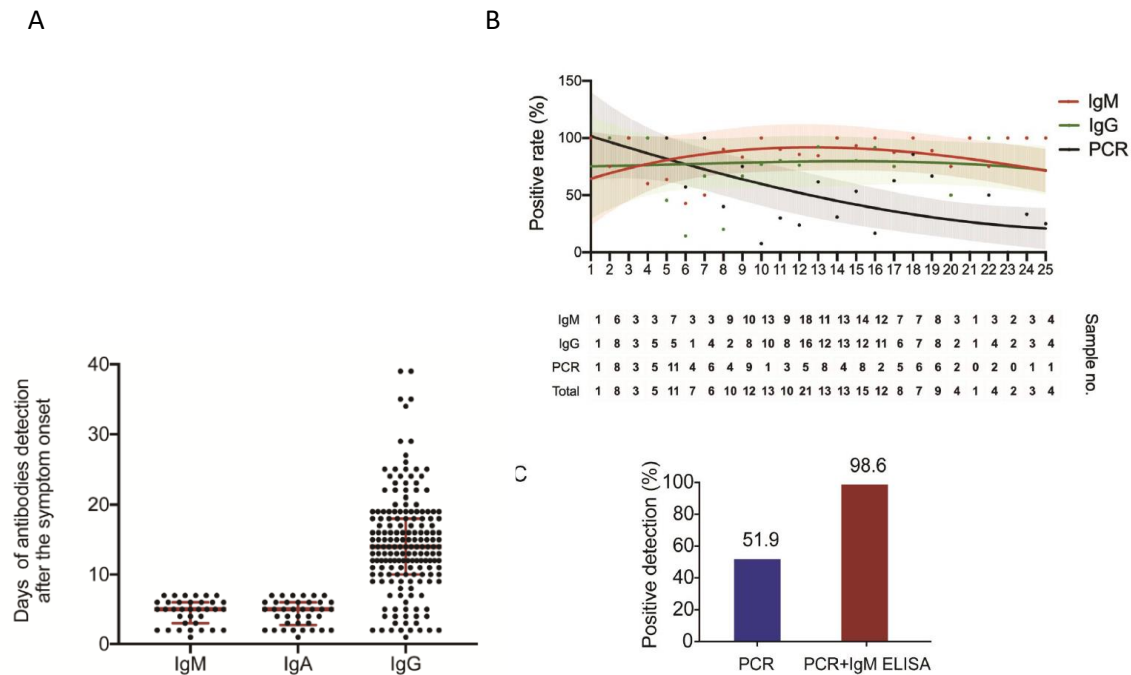 A
B
150
100
50
0
Positive rate (%)
IgM
IgG
PCR
1 2 3 4 5 6 7 8 9 10 11 12 13 14 15 16 17 18 19 20 21 22 23 24 25
IgM 1 6 3 3 7 3 3 9 10 13 9 18 11 13 14 12 7 7 8 3 1 3 2 3 4
IgG 1 8 3 5 5 1 4 2 8 10 8 16 12 13 12 11 6 7 8 2 1 4 2 3 4
PCR 1 8 3 5 11 4 6 4 9 1 3 5 8 4 8 2 5 6 6 2 0 2 0 1 1
Total 1 8 3 5 11 7 6 10 12 13 10 21 13 13 15 12 8 7 9 4 1 4 2 3 4
Sample no.
40
30
20
10
0
Days of antibodies detection
after the symptom onset
IgM IgA IgG
C
Positive detection (%)
100
80
60
40
20
0
51.9
98.6
PCR PCR+IgM ELISA